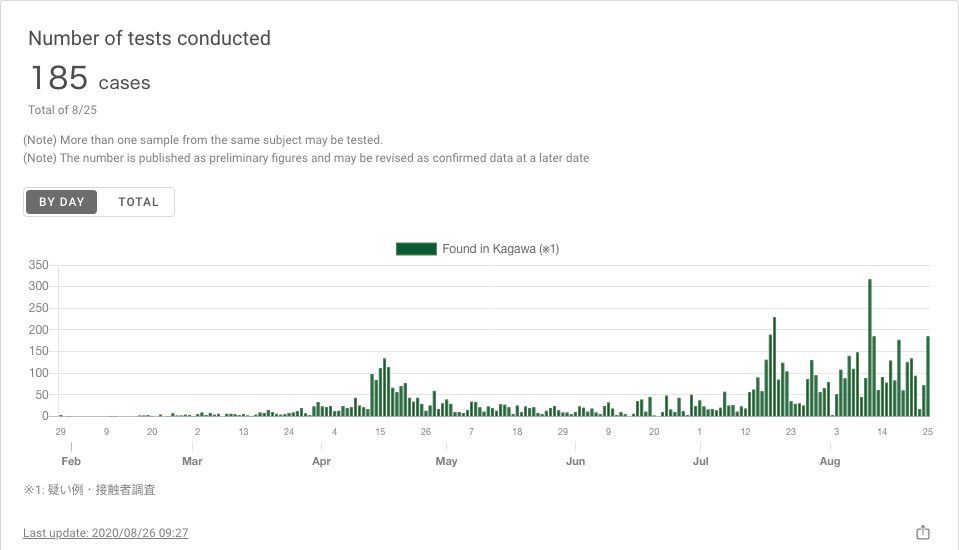 Number of tests conducted
185 cases
Total of 8/25
(Note) More than one sample from the same subject may be tested.
(Note) The number is published as preliminary figures and may be revised as confirmed data at a later date
BY DAY TOTAL
Found in Kagawa (※1)
350
300
250
200
150
100
50
0
29 9 20 2 13 24 4 15 26 7 18 29 9 20 1 12 23 3 14 25
Feb Mar Apr May Jun Jul Aug
※1: 疑い例・接触者調査
Last update: 2020/08/26 09:27